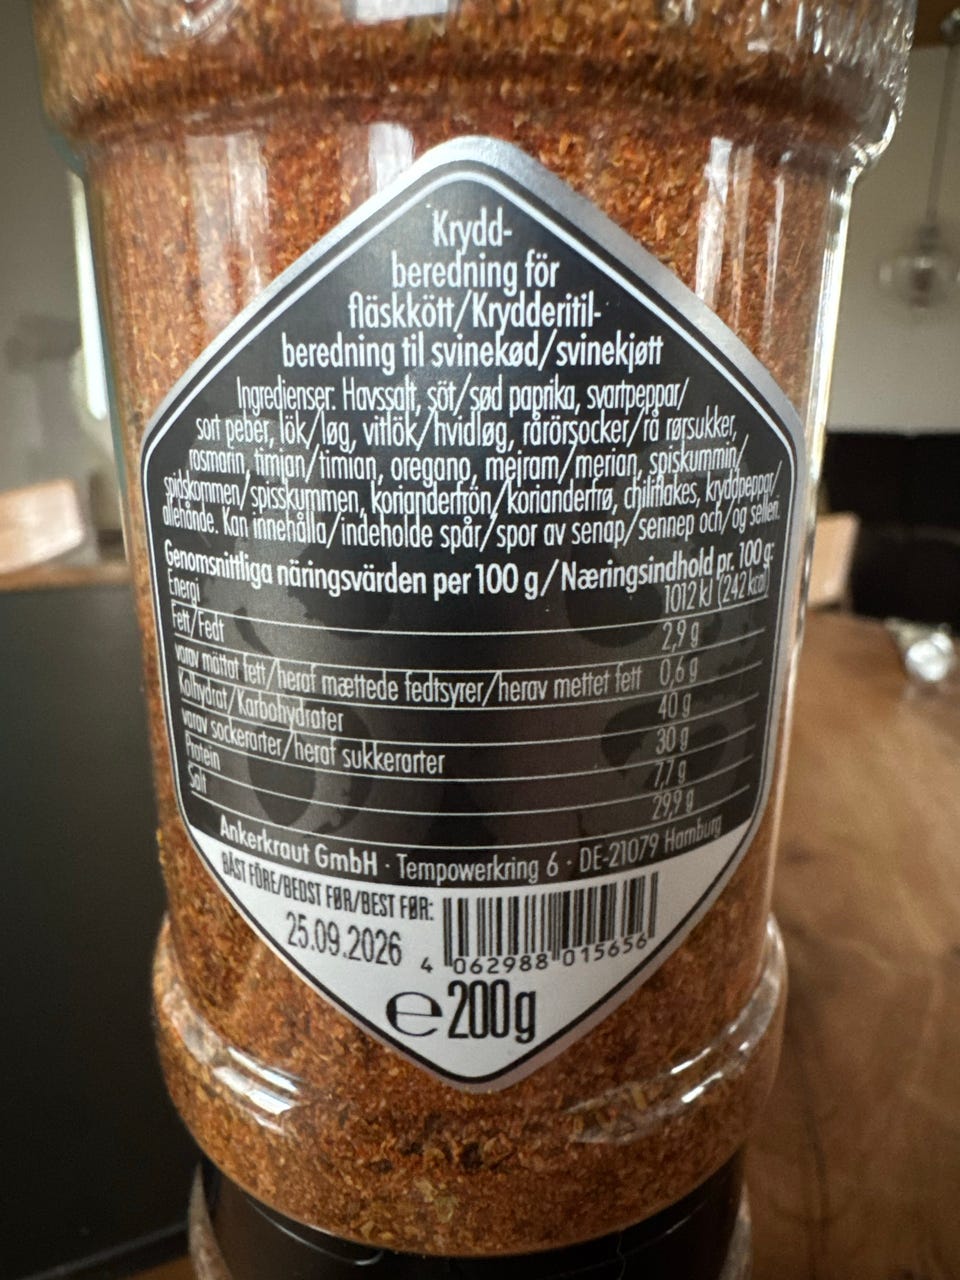 Krydd-
beredning för
fläskkött/Krydderitil-
beredning til svinekød/svinekjøtt
Ingredienser: Havssalt, söt/sød paprika, svartpeppar/
sort peber, lök/løg, vitlök/hvidløg, rårörsocker/rå rørsukker,
rosmarin, timjan/timian, oregano, mejram/merian, spiskummin/
spidskommen/spisskummen, korianderfrön/korianderfrø, chiliflakes, kryddpeppar/
allehånde. Kan innehålla/indeholde spår/spor av senap/sennep och/og selleri.
Genomsnittliga näringsvärden per 100 g/Næringsindhold pr. 100 g:
Energi 1012 kJ (242 kcal)
Fett/Fedt 2,9 g
varav mättat fett/heraf mættede fedtsyrer/herav mettet fett 0,6 g
Kolhydrat/Karbohydrater 40 g
varav sockerarter/heraf sukkerarter 30 g
Protein 7,7 g
Salt 29,9 g
Ankerkraut GmbH · Tempowerkring 6 · DE-21079 Hamburg
BÄST FÖRE/BEDST FØR/BEST FØR:
25.09.2026
4 062988 015656
e 200g